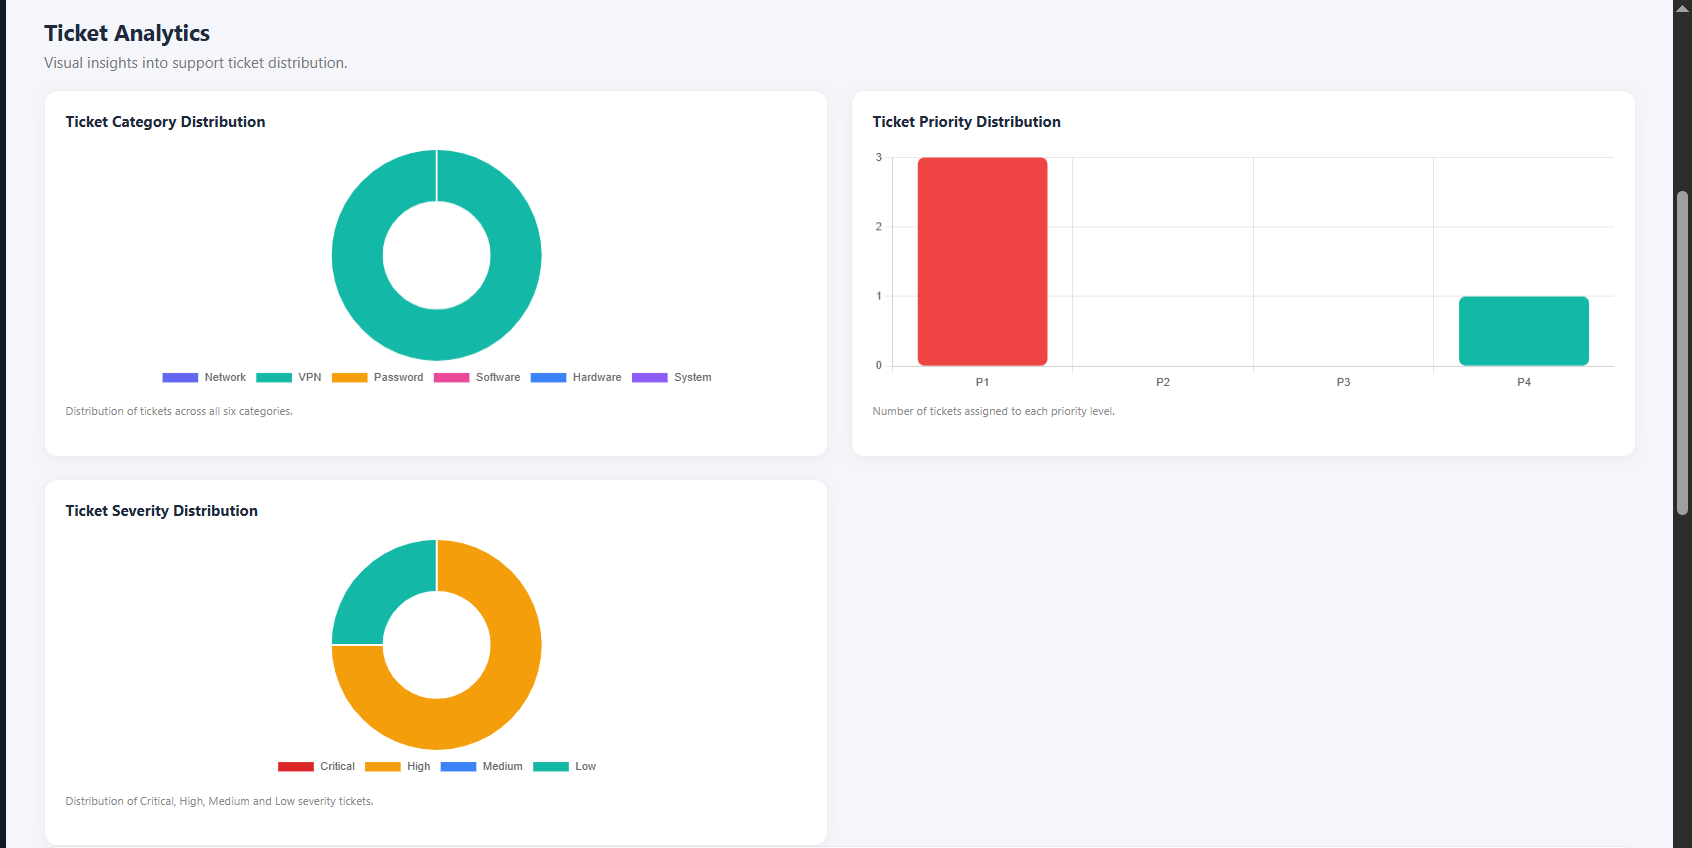 Ticket Analytics
Visual insights into support ticket distribution.
Ticket Category Distribution
Network VPN Password Software Hardware System
Distribution of tickets across all six categories.
Ticket Priority Distribution
3
2
1
0
P1 P2 P3 P4
Number of tickets assigned to each priority level.
Ticket Severity Distribution
Critical High Medium Low
Distribution of Critical, High, Medium and Low severity tickets.